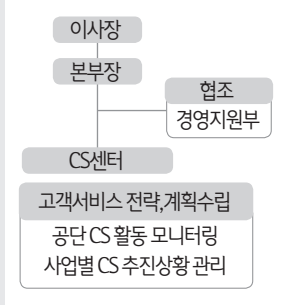 이사장
본부장
협조
경영지원부
CS센터
고객서비스 전략,계획수립
공단 CS 활동 모니터링
사업별 CS 추진상황 관리